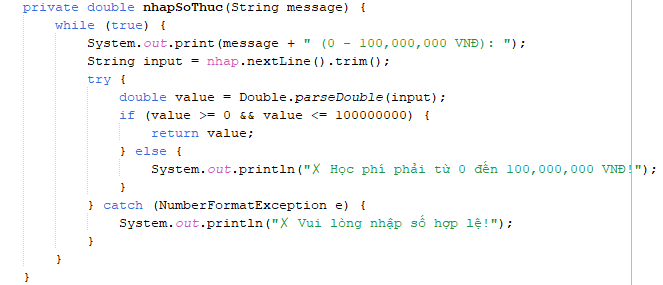 private double nhapSoThuc(String message) {
while (true) {
System.out.print(message + " (0 - 100,000,000 VNĐ): ");
String input = nhap.nextLine().trim();
try {
double value = Double.parseDouble(input);
if (value >= 0 && value <= 100000000) {
return value;
} else {
System.out.println("✗ Học phí phải từ 0 đến 100,000,000 VNĐ!");
}
} catch (NumberFormatException e) {
System.out.println("✗ Vui lòng nhập số hợp lệ!");
}
}
}